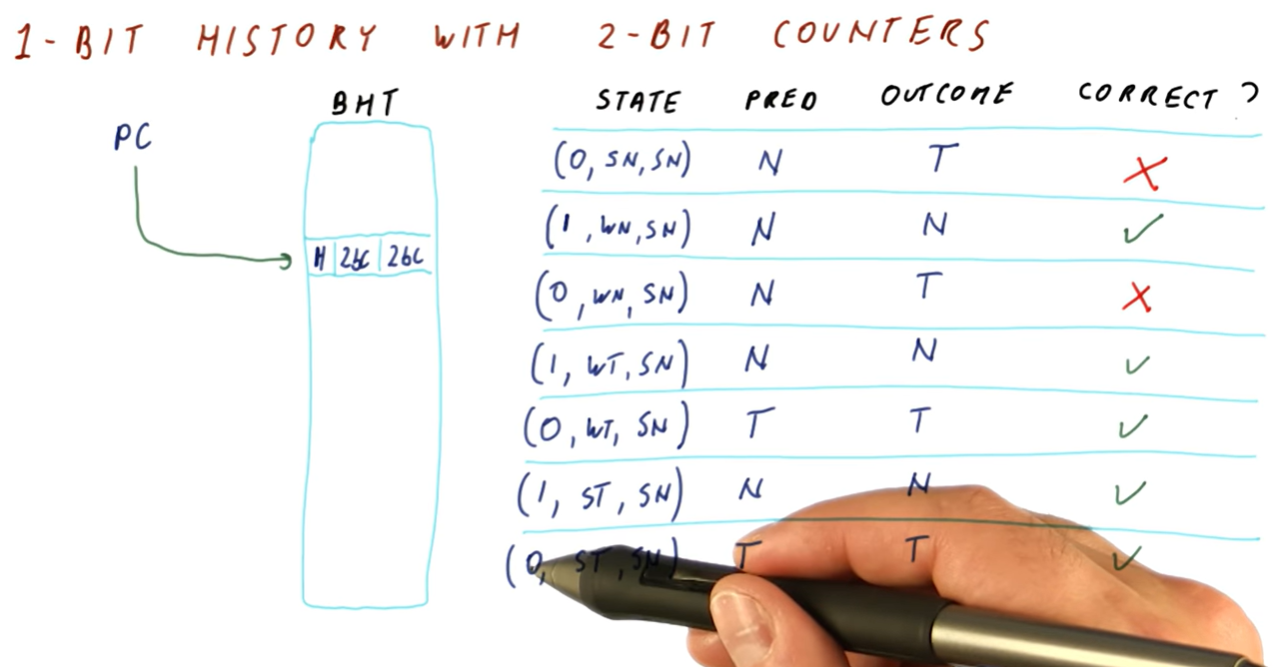 1-BIT HISTORY WITH 2-BIT COUNTERS
BHT
PC
H 2bC 2bC
STATE PRED OUTCOME CORRECT ?
(0, SN, SN) N T ✗
(1, WN, SN) N N ✓
(0, WN, SN) N T ✗
(1, WT, SN) N N ✓
(0, WT, SN) T T ✓
(1, ST, SN) N N ✓
(0, ST, SN) T T ✓